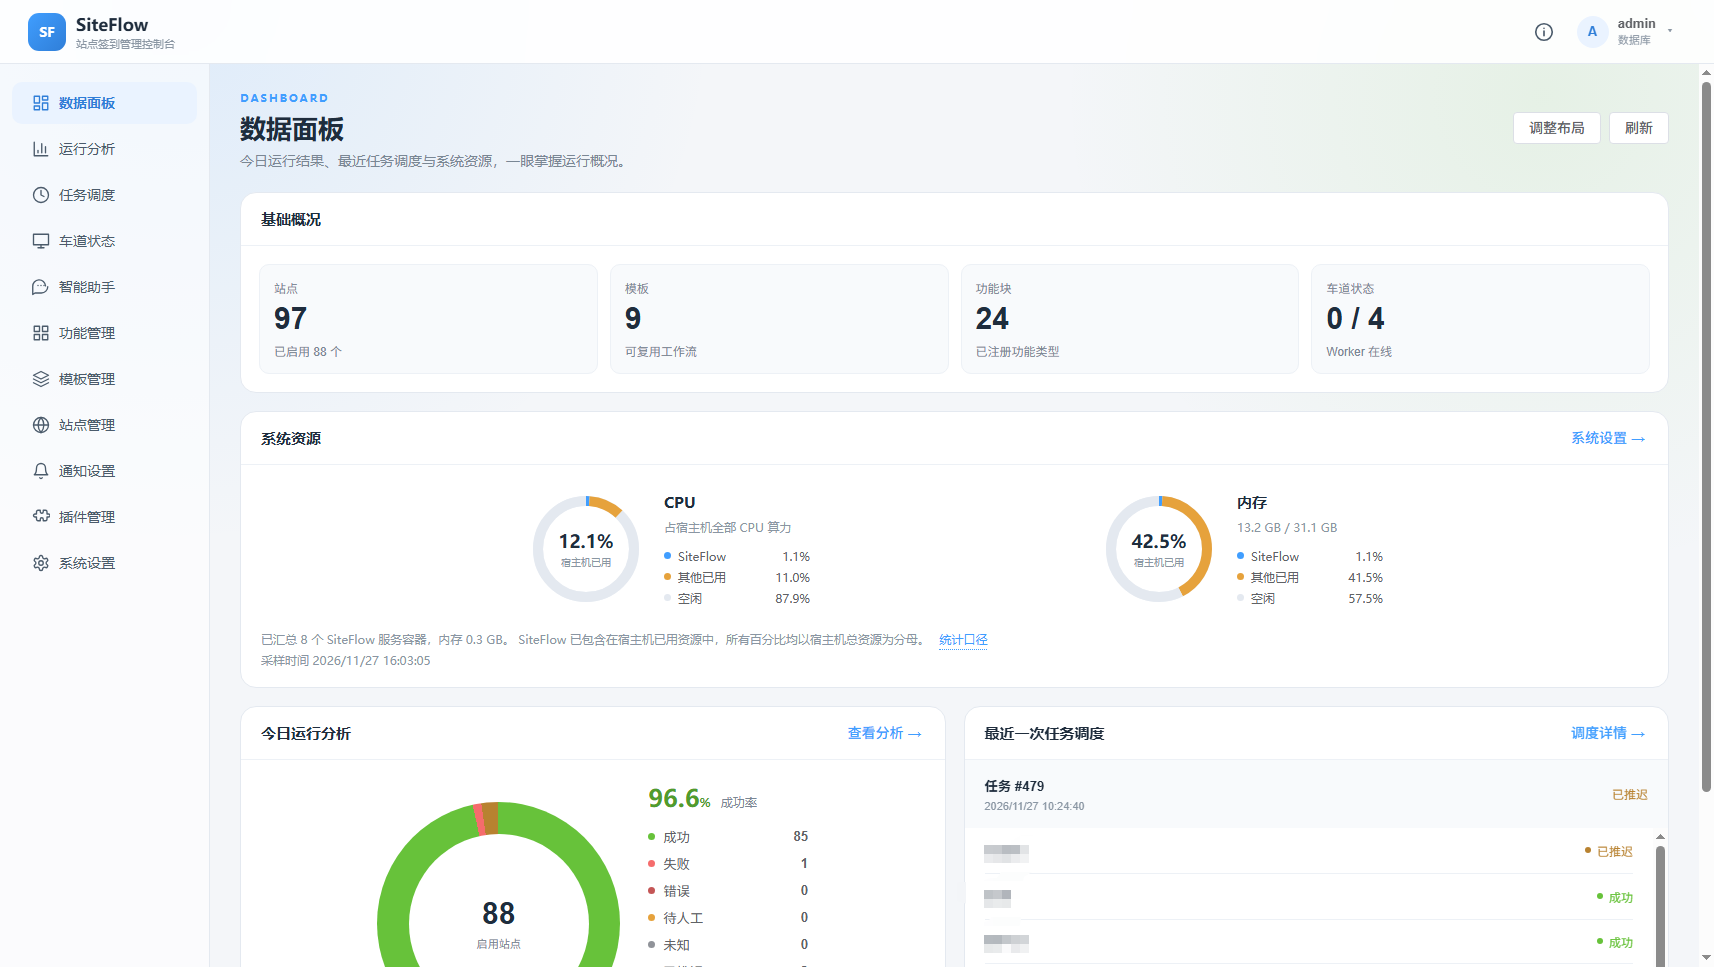 SF
SiteFlow
站点签到管理控制台
A
admin
数据库
数据面板
运行分析
任务调度
车道状态
智能助手
功能管理
模板管理
站点管理
通知设置
插件管理
系统设置
DASHBOARD
数据面板
今日运行结果、最近任务调度与系统资源，一眼掌握运行概况。
调整布局
刷新
基础概况
站点
97
已启用 88 个
模板
9
可复用工作流
功能块
24
已注册功能类型
车道状态
0 / 4
Worker 在线
系统资源
系统设置 →
12.1%
宿主机已用
CPU
占宿主机全部 CPU 算力
SiteFlow 1.1%
其他已用 11.0%
空闲 87.9%
42.5%
宿主机已用
内存
13.2 GB / 31.1 GB
SiteFlow 1.1%
其他已用 41.5%
空闲 57.5%
已汇总 8 个 SiteFlow 服务容器，内存 0.3 GB。 SiteFlow 已包含在宿主机已用资源中，所有百分比均以宿主机总资源为分母。 统计口径
采样时间 2026/11/27 16:03:05
今日运行分析
查看分析 →
88
启用站点
96.6% 成功率
成功 85
失败 1
错误 0
待人工 0
未知 0
最近一次任务调度
调度详情 →
任务 #479
2026/11/27 10:24:40
已推迟
已推迟
成功
成功